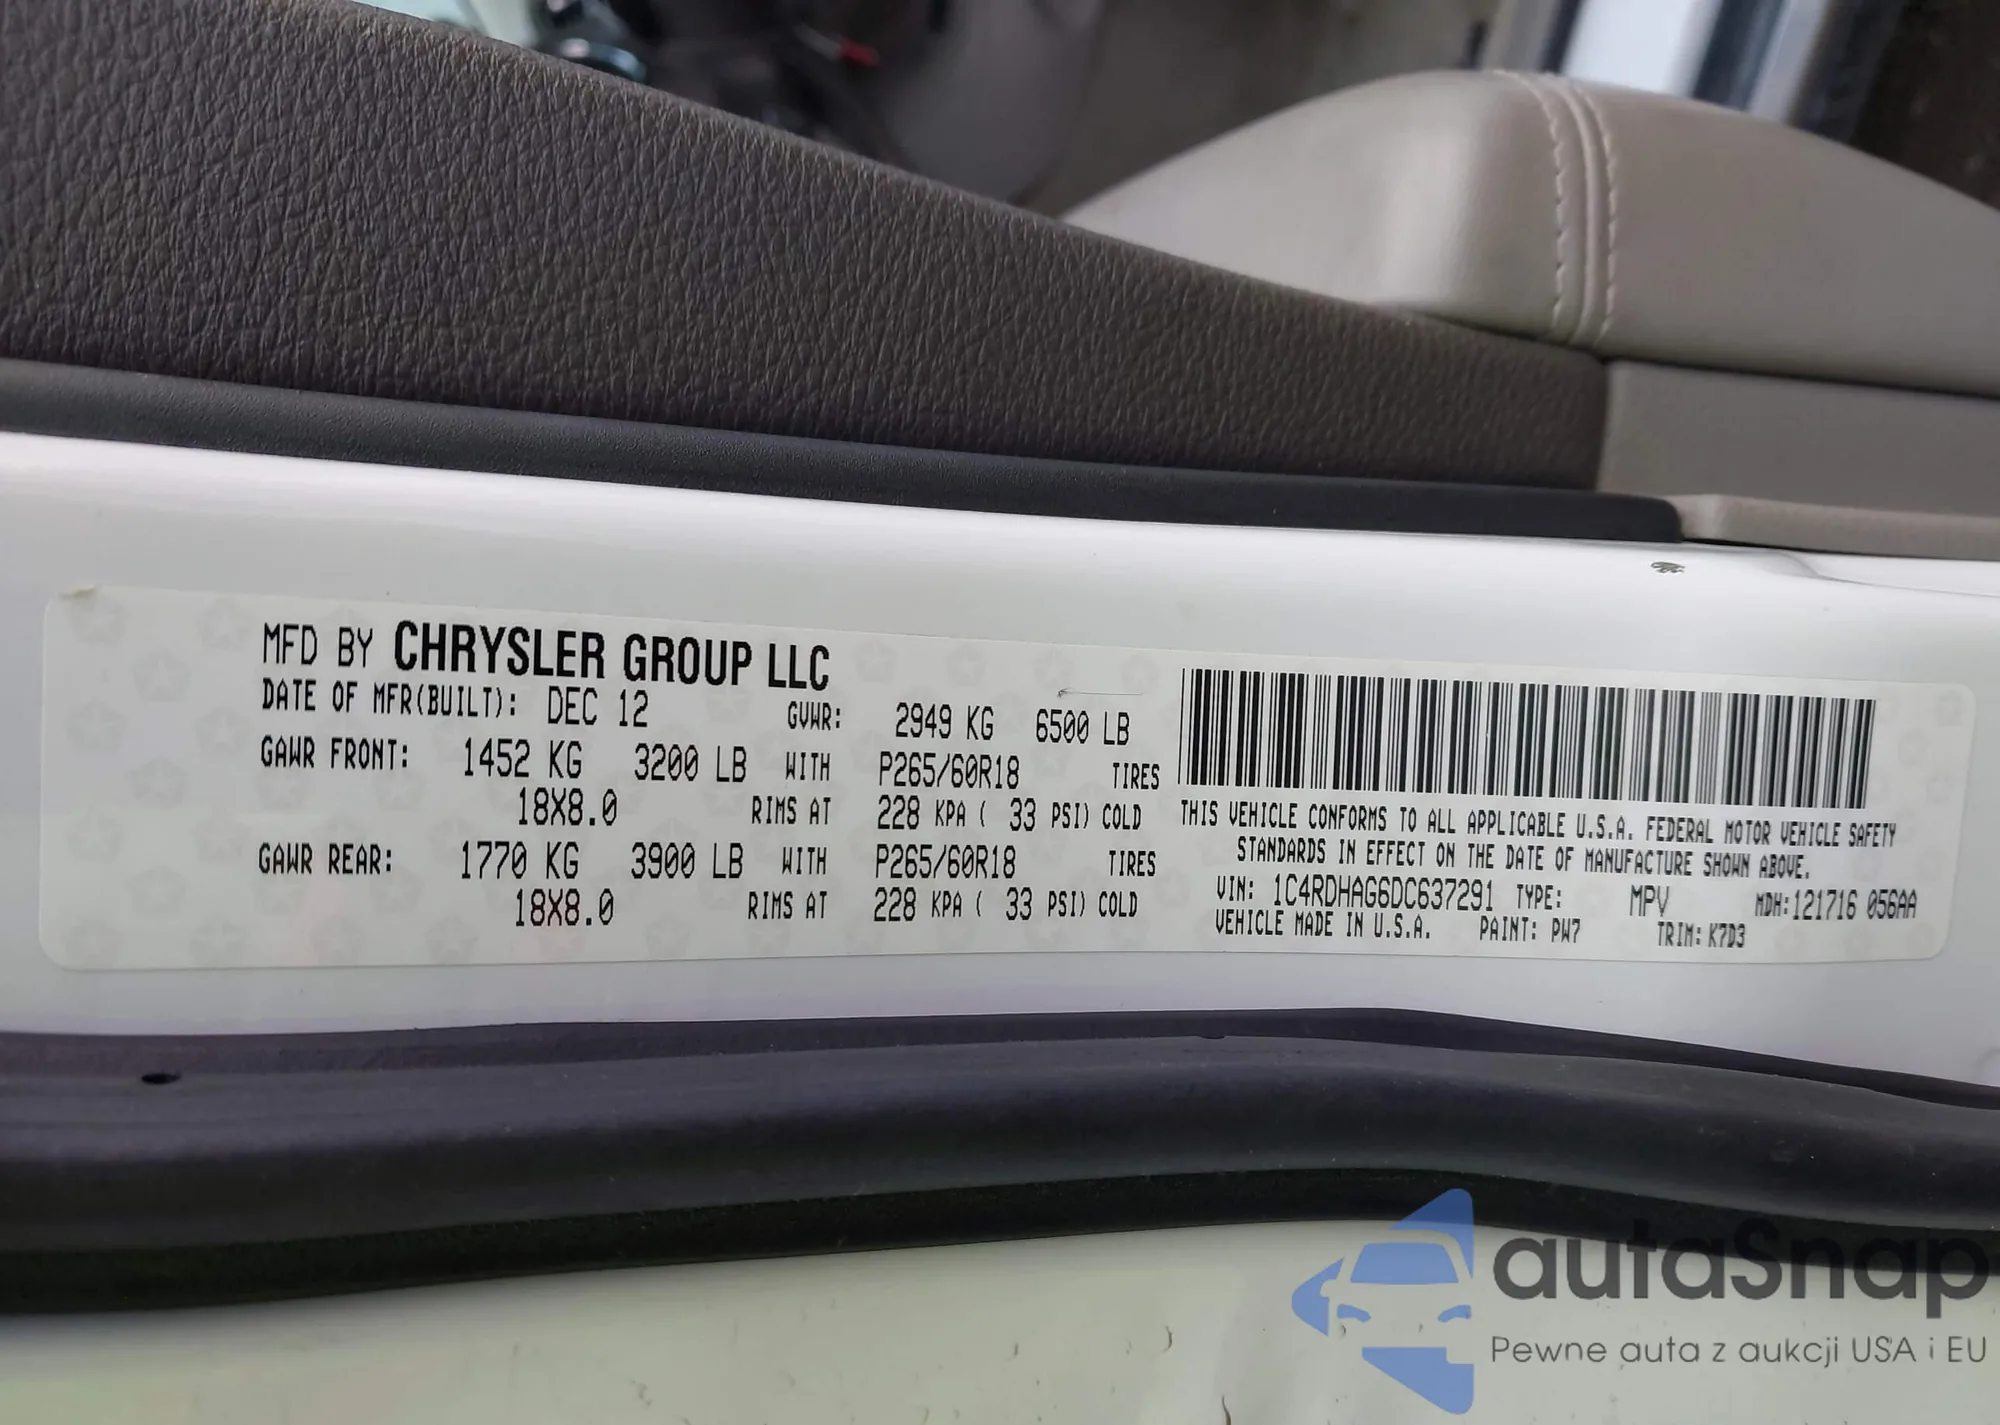 MFD BY CHRYSLER GROUP LLC
DATE OF MFR(BUILT): DEC 12 GVWR: 2949 KG 6500 LB
GAWR FRONT: 1452 KG 3200 LB WITH P265/60R18 TIRES
18X8.0 RIMS AT 228 KPA ( 33 PSI) COLD
GAWR REAR: 1770 KG 3900 LB WITH P265/60R18 TIRES
18X8.0 RIMS AT 228 KPA ( 33 PSI) COLD
THIS VEHICLE CONFORMS TO ALL APPLICABLE U.S.A. FEDERAL MOTOR VEHICLE SAFETY
STANDARDS IN EFFECT ON THE DATE OF MANUFACTURE SHOWN ABOVE.
VIN: 1C4RDHAG6DC637291 TYPE: MPV MDH:121716 056AA
VEHICLE MADE IN U.S.A. PAINT: PW7 TRIM: K7D3
autaSnap
Pewne auta z aukcji USA i EU